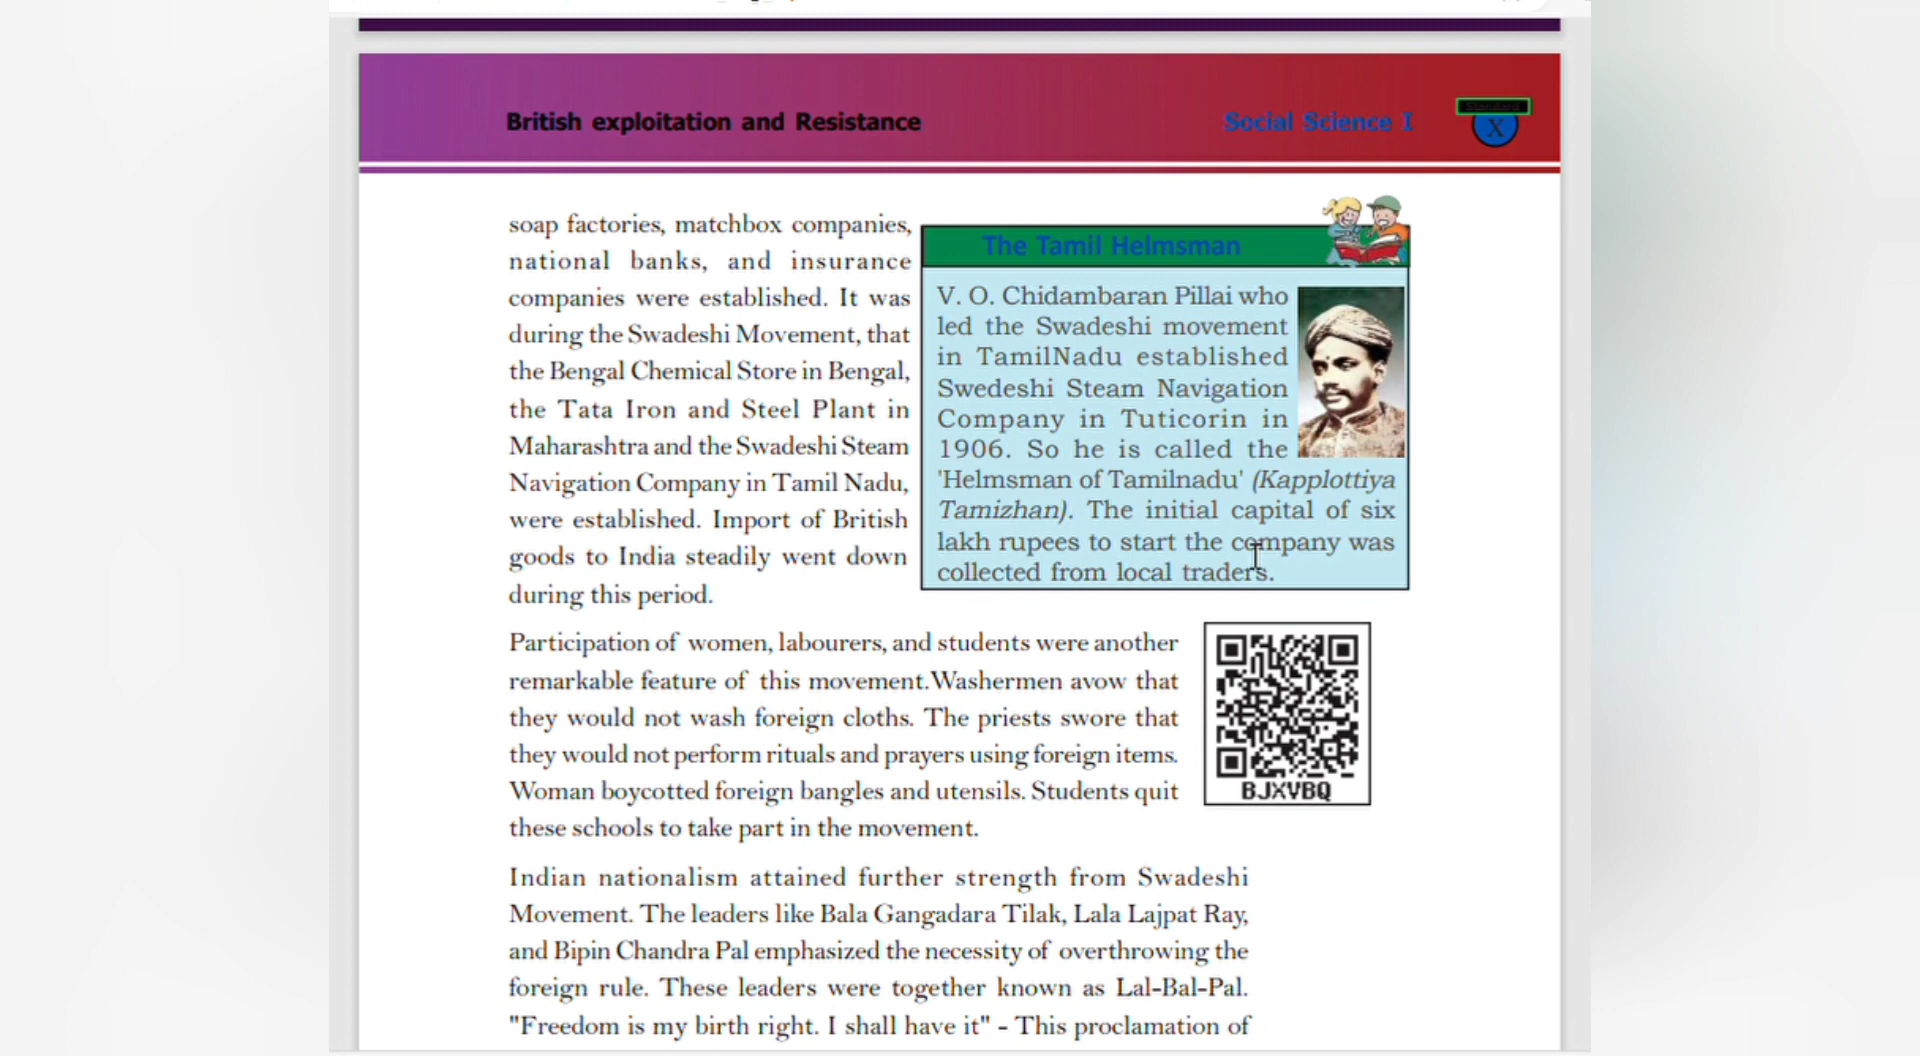 British exploitation and Resistance
Social Science I
Standard
X
soap factories, matchbox companies,
national banks, and insurance
companies were established. It was
during the Swadeshi Movement, that
the Bengal Chemical Store in Bengal,
the Tata Iron and Steel Plant in
Maharashtra and the Swadeshi Steam
Navigation Company in Tamil Nadu,
were established. Import of British
goods to India steadily went down
during this period.
The Tamil Helmsman
V. O. Chidambaran Pillai who
led the Swadeshi movement
in TamilNadu established
Swedeshi Steam Navigation
Company in Tuticorin in
1906. So he is called the
'Helmsman of Tamilnadu' (Kapplottiya
Tamizhan). The initial capital of six
lakh rupees to start the company was
collected from local traders.
Participation of women, labourers, and students were another
remarkable feature of this movement.Washermen avow that
they would not wash foreign cloths. The priests swore that
they would not perform rituals and prayers using foreign items.
Woman boycotted foreign bangles and utensils. Students quit
these schools to take part in the movement.
BJXVBQ
Indian nationalism attained further strength from Swadeshi
Movement. The leaders like Bala Gangadara Tilak, Lala Lajpat Ray,
and Bipin Chandra Pal emphasized the necessity of overthrowing the
foreign rule. These leaders were together known as Lal-Bal-Pal.
"Freedom is my birth right. I shall have it" - This proclamation of